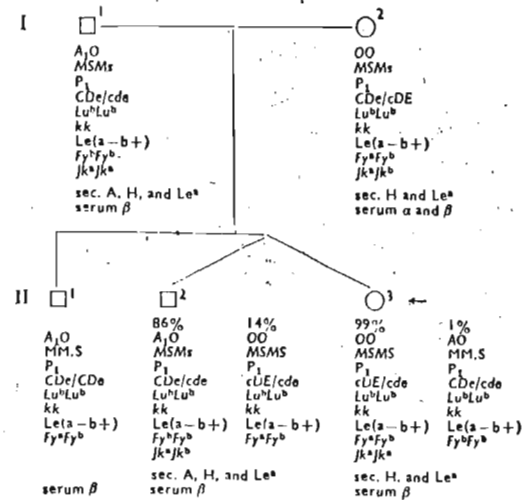 I 1 2
A₁O OO
MSMs MSMs
P₁ P₁
CDe/cde CDe/cDE
LuᵇLuᵇ LuᵇLuᵇ
kk kk
Le(a−b+) Le(a−b+)
FyᵇFyᵇ FyᵃFyᵇ
JkᵃJkᵃ JkᵃJkᵇ
sec. A, H, and Leᵃ sec. H and Leᵃ
serum β serum α and β
II 1 2 3
86% 14% 99% 1%
A₁O A₁O OO OO AO
MM.S MSMs MSMS MSMS MM.S
P₁ P₁ P₁ P₁ P₁
CDe/CDe CDe/cde cDE/cde cDE/cde CDe/cde
LuᵇLuᵇ LuᵇLuᵇ LuᵇLuᵇ LuᵇLuᵇ LuᵇLuᵇ
kk kk kk kk kk
Le(a−b+) Le(a−b+) Le(a−b+) Le(a−b+) Le(a−b+)
FyᵃFyᵇ FyᵇFyᵇ FyᵃFyᵇ FyᵃFyᵇ
JkᵃJkᵃ JkᵃJkᵃ
sec. A, H, and Leᵃ sec. H, and Leᵃ
serum β serum β serum β